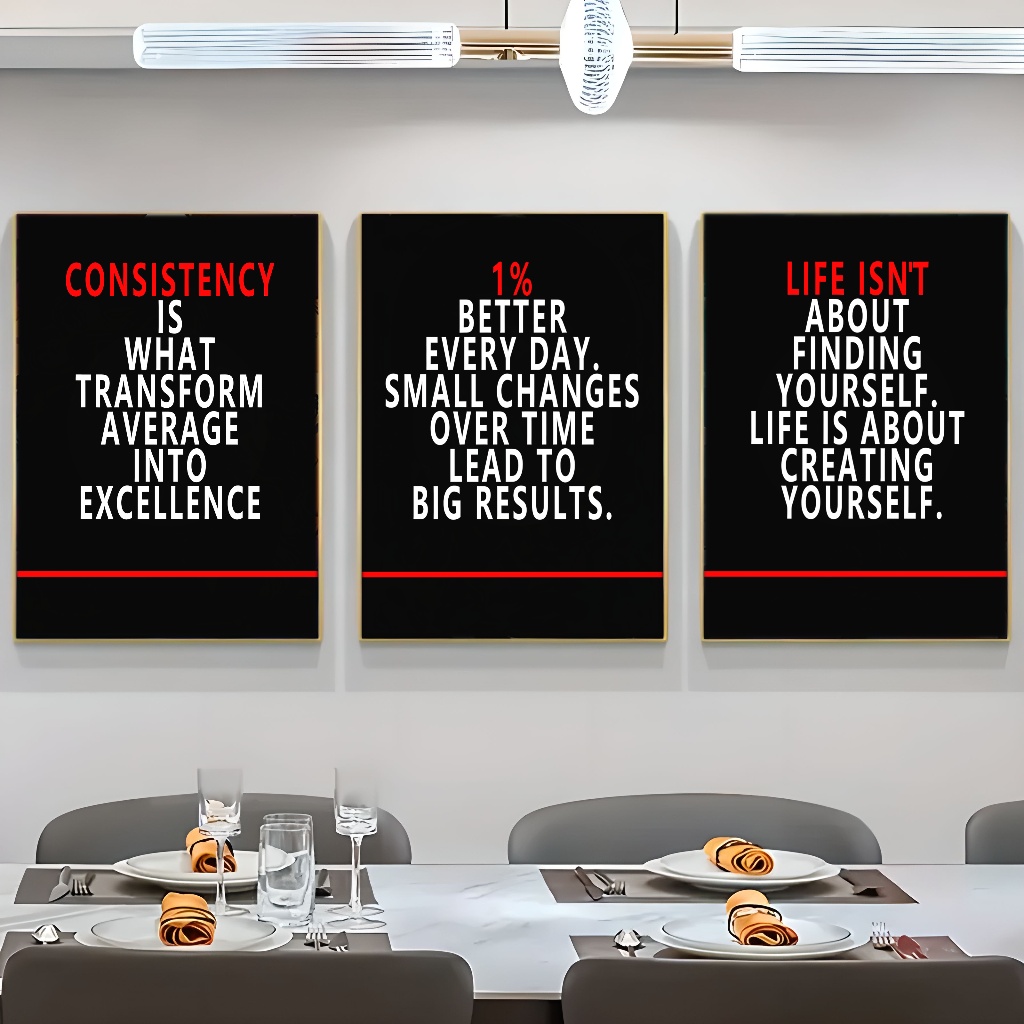 CONSISTENCY
IS
WHAT
TRANSFORM
AVERAGE
INTO
EXCELLENCE
1%
BETTER
EVERY DAY.
SMALL CHANGES
OVER TIME
LEAD TO
BIG RESULTS.
LIFE ISN'T
ABOUT
FINDING
YOURSELF.
LIFE IS ABOUT
CREATING
YOURSELF.